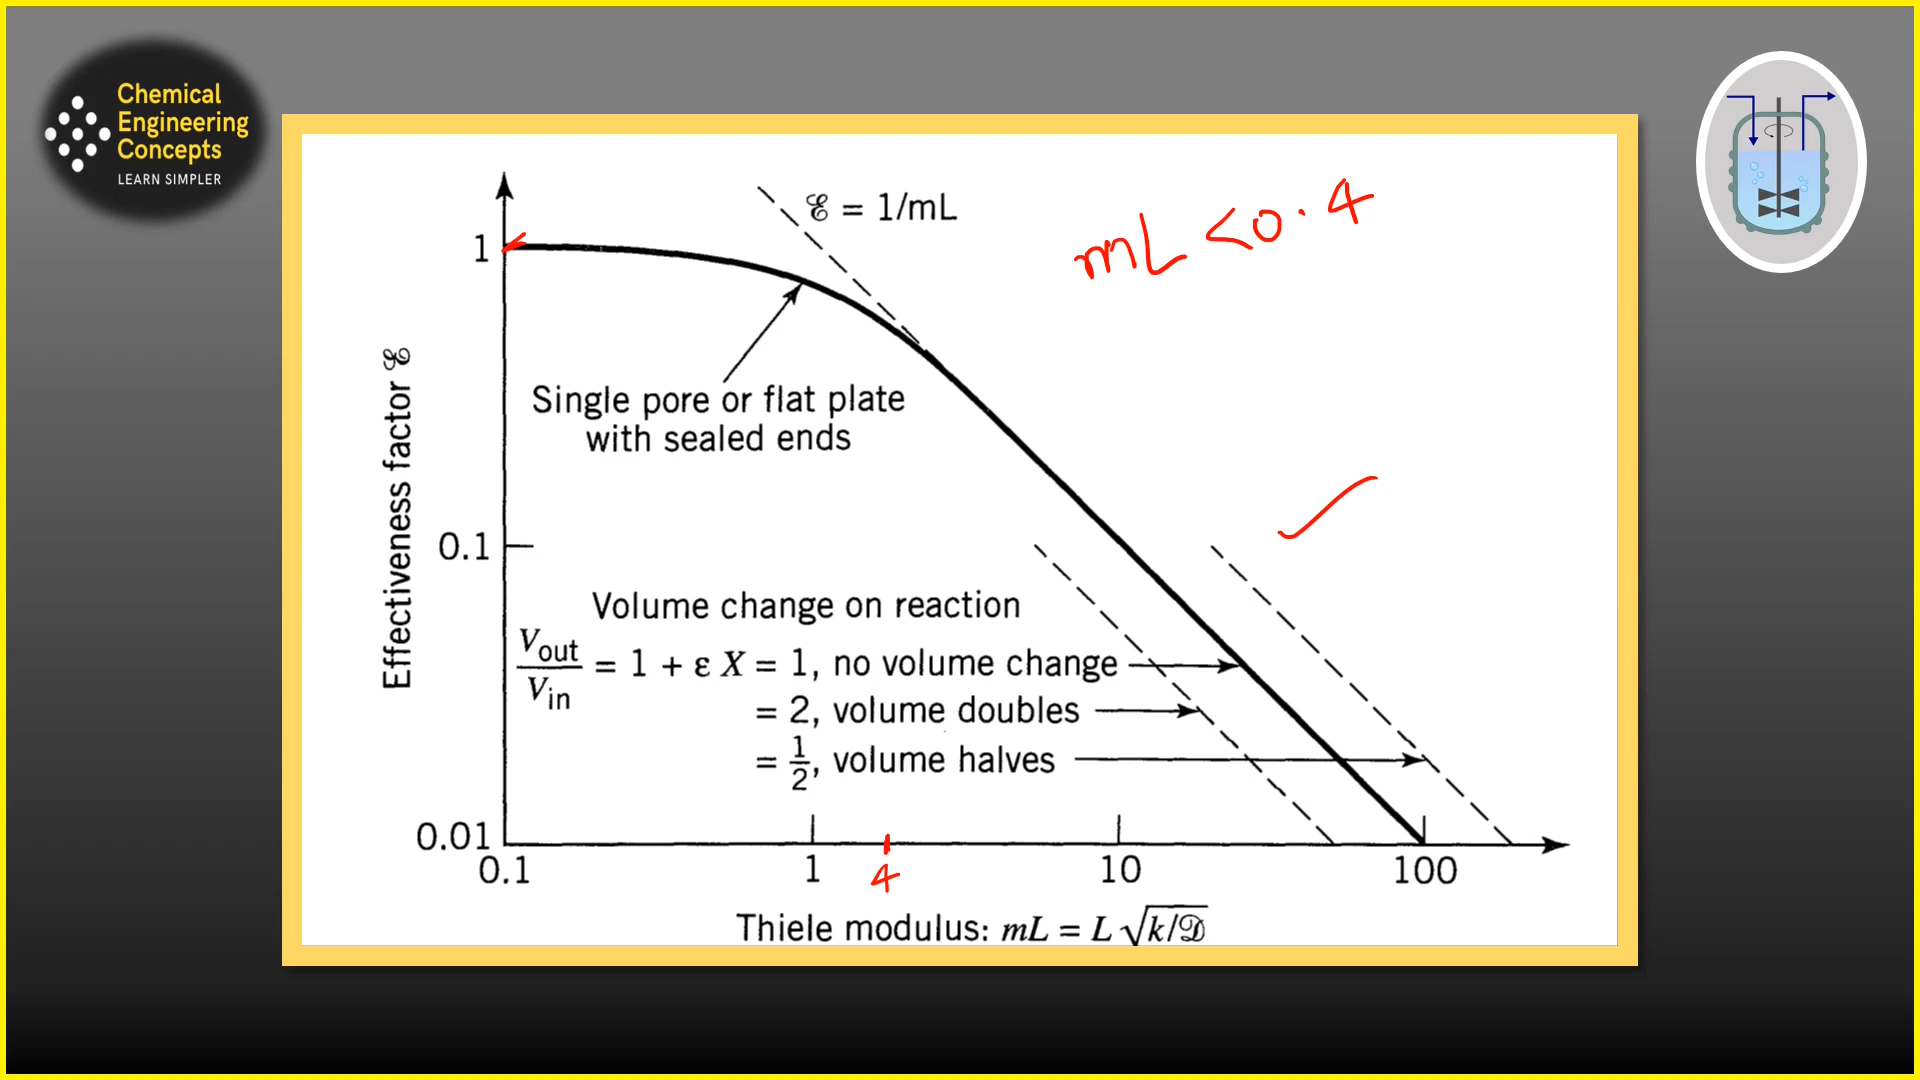 Chemical
Engineering
Concepts
LEARN SIMPLER
ℰ = 1/mL
mL < 0.4
1
Single pore or flat plate
with sealed ends
Effectiveness factor ℰ
0.1
Volume change on reaction
Vout/Vin = 1 + ε X = 1, no volume change
= 2, volume doubles
= 1/2, volume halves
0.01
0.1 1 4 10 100
Thiele modulus: mL = L √k/𝒟